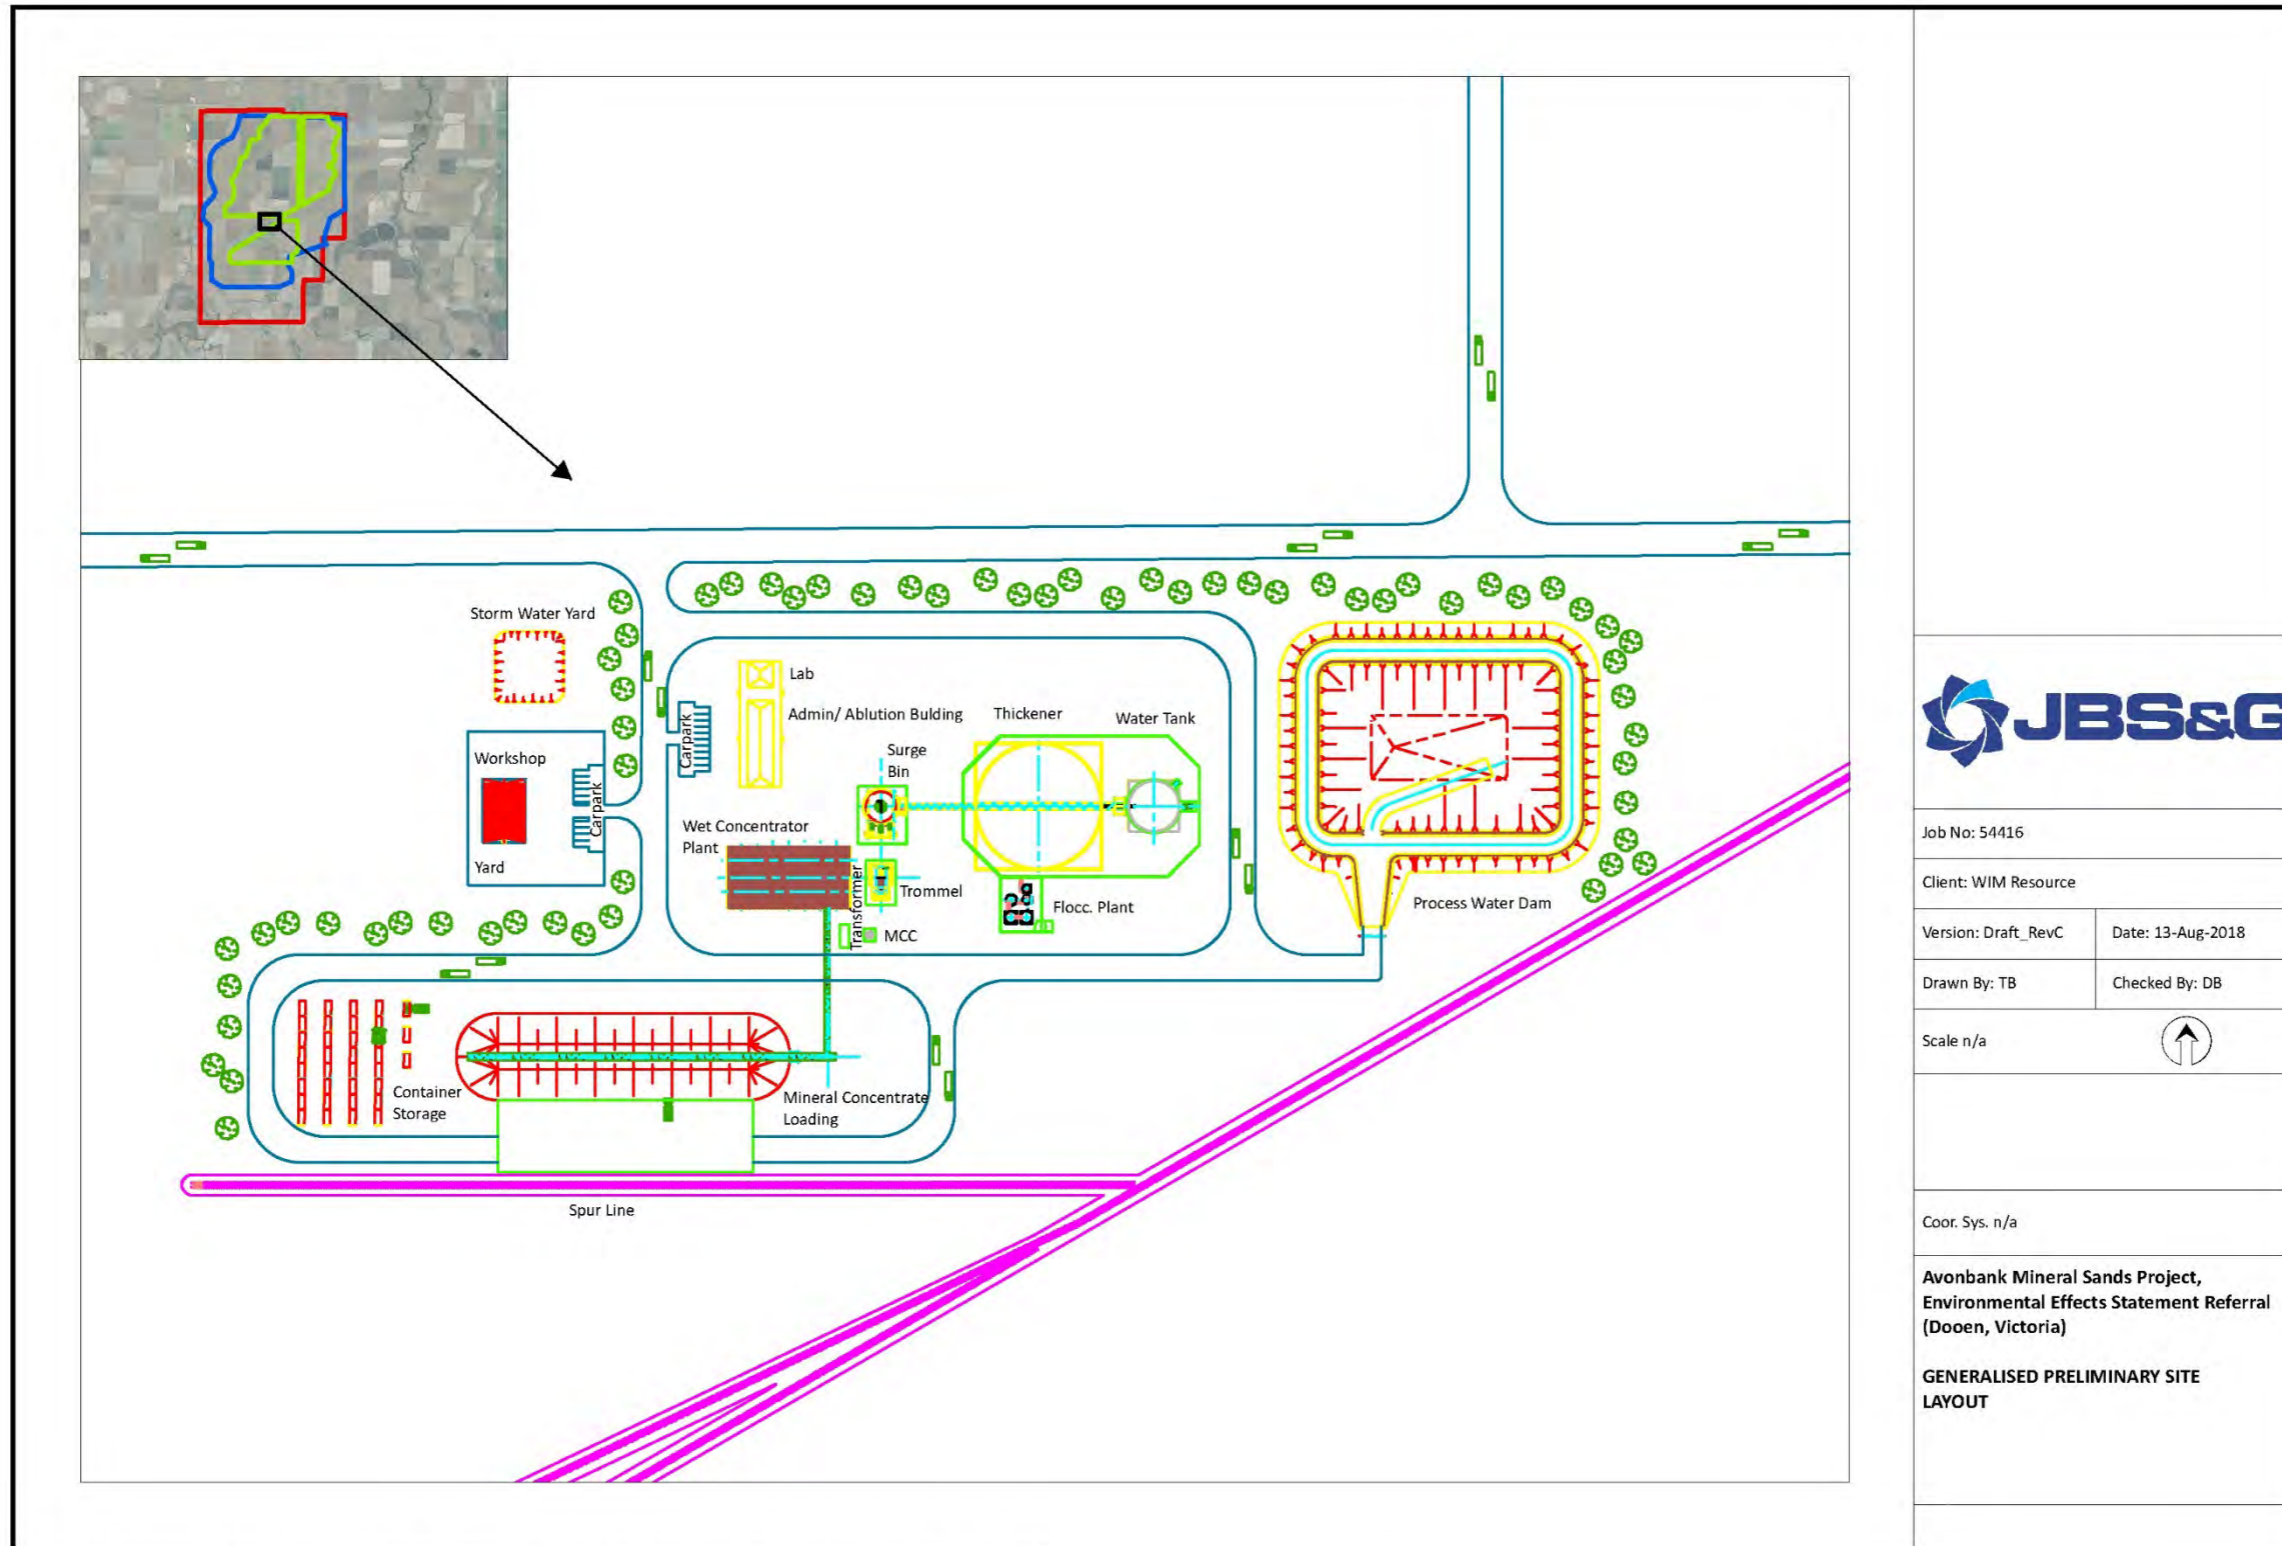 Storm Water Yard
Lab
Admin/ Ablution Bulding
Thickener
Water Tank
Carpark
Surge
Bin
Workshop
Carpark
Yard
Wet Concentrator
Plant
Transformer
Trommel
MCC
Flocc. Plant
Process Water Dam
Container
Storage
Mineral Concentrate
Loading
Spur Line
JBS&G
Job No: 54416
Client: WIM Resource
Version: Draft_RevC
Date: 13-Aug-2018
Drawn By: TB
Checked By: DB
Scale n/a
Coor. Sys. n/a
Avonbank Mineral Sands Project,
Environmental Effects Statement Referral
(Dooen, Victoria)
GENERALISED PRELIMINARY SITE
LAYOUT